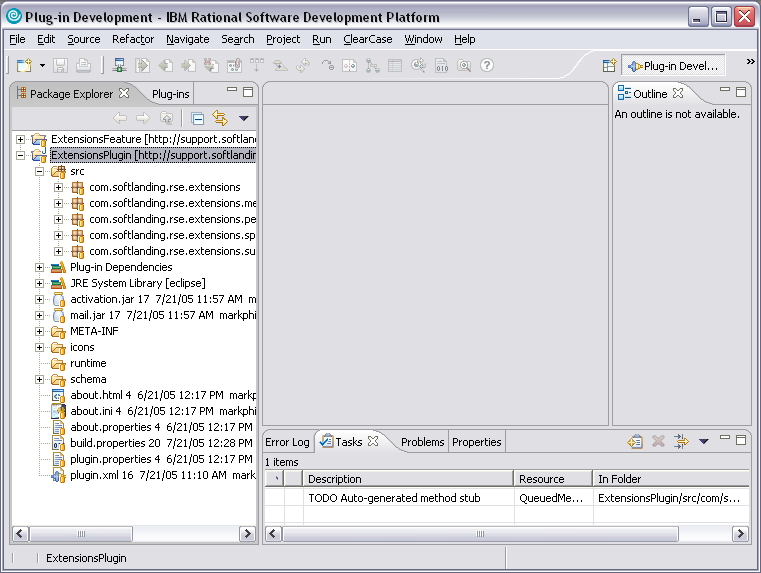 Plug-in Development - IBM Rational Software Development Platform
File Edit Source Refactor Navigate Search Project Run ClearCase Window Help
Plug-in Devel...
Package Explorer Plug-ins
Outline
An outline is not available.
ExtensionsFeature [http://support.softland
ExtensionsPlugin [http://support.softlandin
src
com.softlanding.rse.extensions
com.softlanding.rse.extensions.me
com.softlanding.rse.extensions.pe
com.softlanding.rse.extensions.sp
com.softlanding.rse.extensions.su
Plug-in Dependencies
JRE System Library [eclipse]
activation.jar 17 7/21/05 11:57 AM m
mail.jar 17 7/21/05 11:57 AM markph
META-INF
icons
runtime
schema
about.html 4 6/21/05 12:17 PM mark
about.ini 4 6/21/05 12:17 PM markphi
about.properties 4 6/21/05 12:17 PM
build.properties 20 7/21/05 12:28 PM
plugin.properties 4 6/21/05 12:17 PM
plugin.xml 16 7/21/05 11:10 AM mark
Error Log Tasks Problems Properties
1 items
Description Resource In Folder
TODO Auto-generated method stub QueuedMe... ExtensionsPlugin/src/com/s...
ExtensionsPlugin